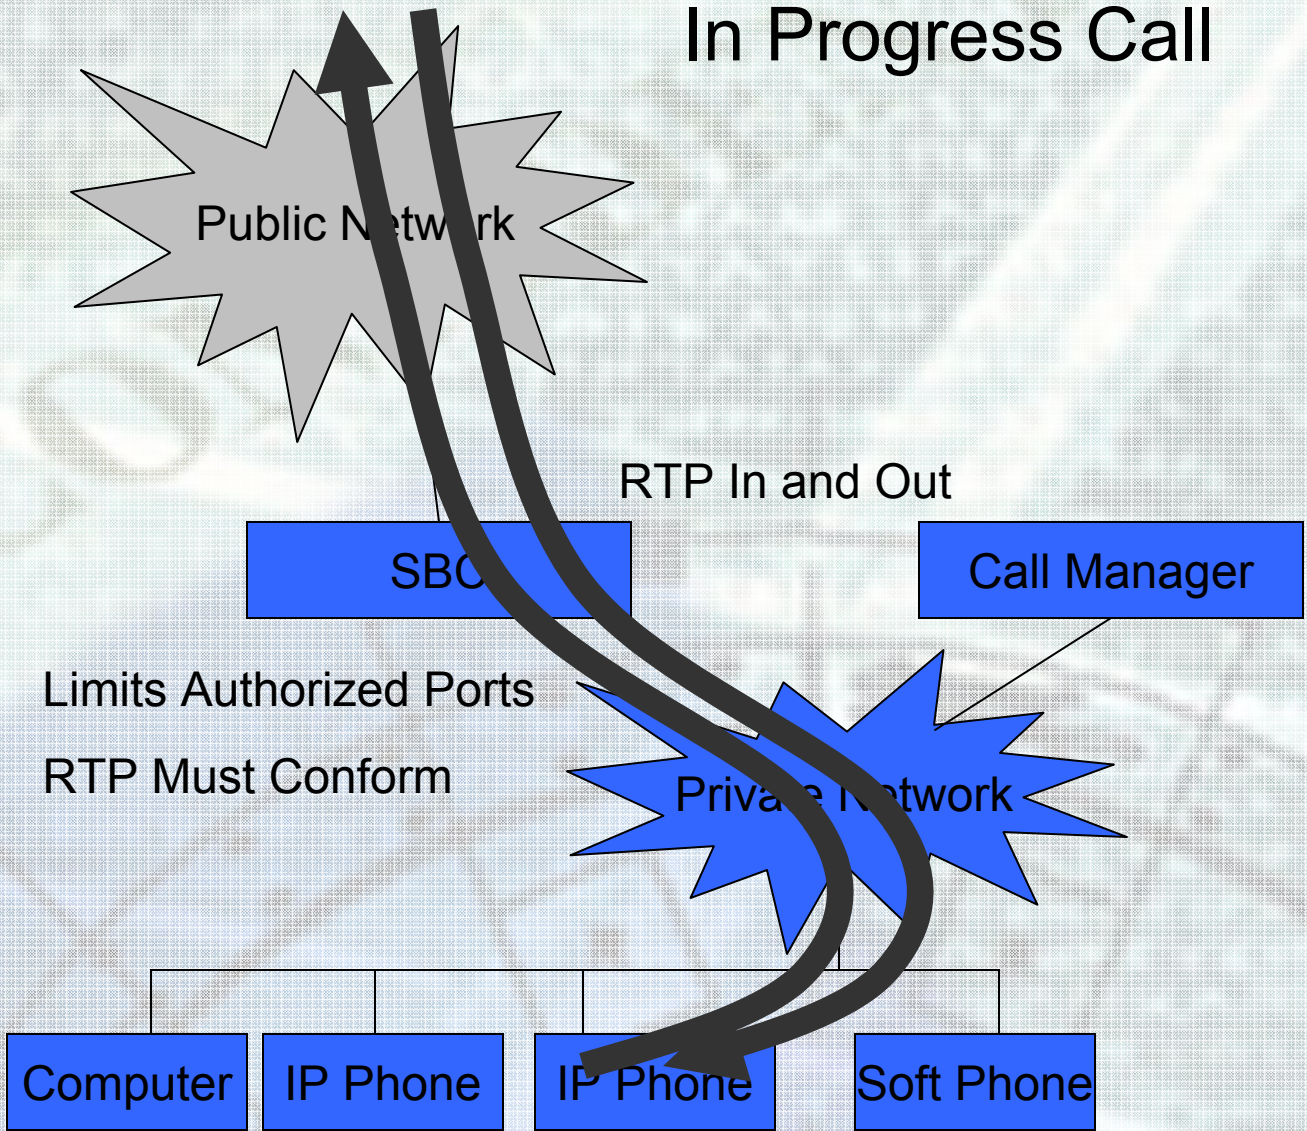 In Progress Call
Public Network
RTP In and Out
SBC
Call Manager
Limits Authorized Ports
RTP Must Conform
Private Network
Computer
IP Phone
IP Phone
Soft Phone